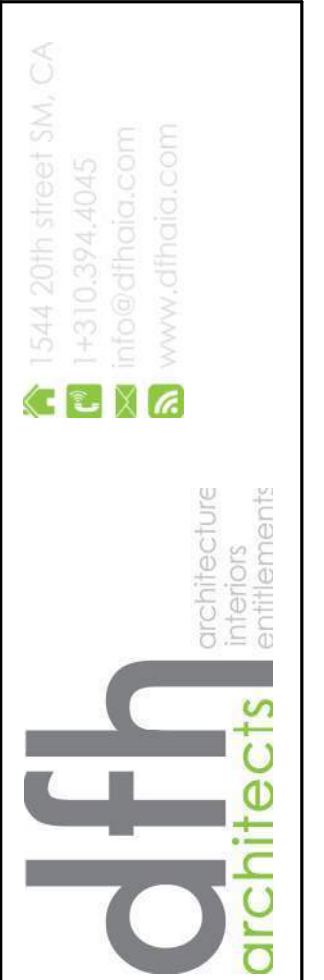 dfh
architects
architecture
interiors
entitlements
1544 20th street SM, CA
1+310.394.4045
info@dfhaia.com
www.dfhaia.com